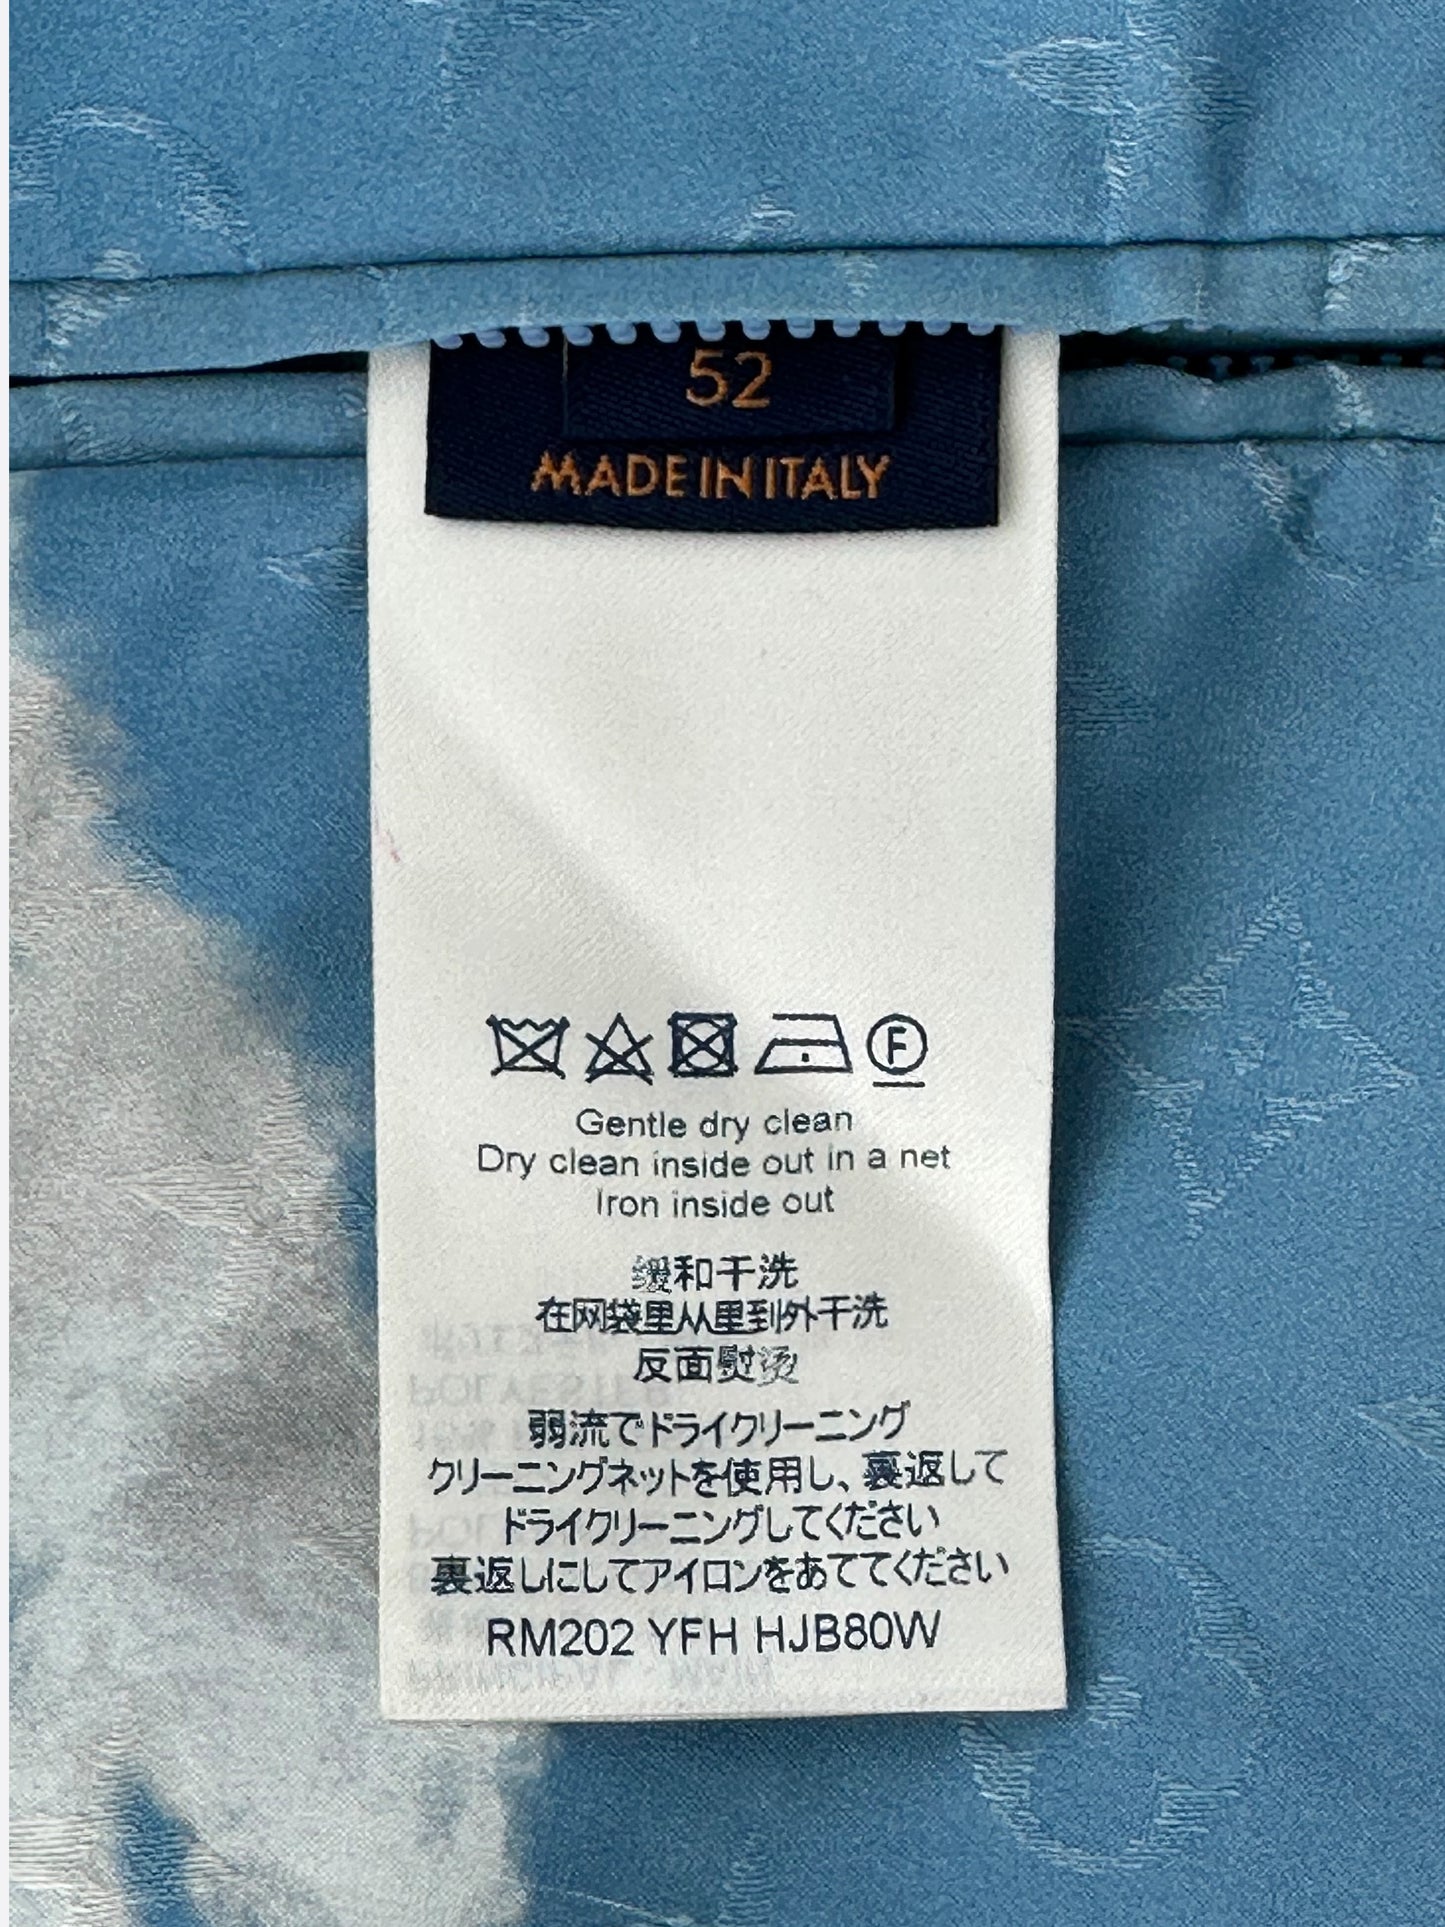 52
MADE IN ITALY
F
Gentle dry clean
Dry clean inside out in a net
Iron inside out
缓和干洗
在网袋里从里到外干洗
反面熨烫
弱流でドライクリーニング
クリーニングネットを使用し、裏返して
ドライクリーニングしてください
裏返しにしてアイロンをあててください
RM202 YFH HJB80W